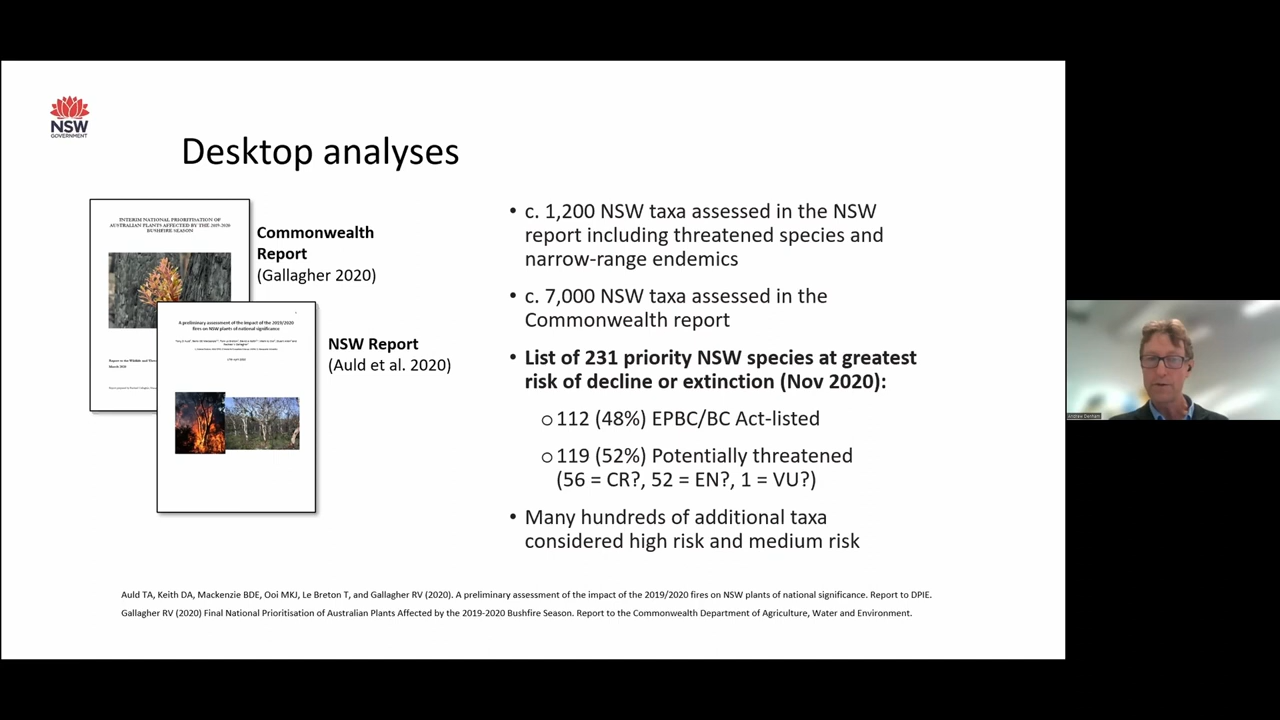 NSW
GOVERNMENT
Desktop analyses
INTERIM NATIONAL PRIORITISATION OF
AUSTRALIAN PLANTS AFFECTED BY THE 2019-2020
BUSHFIRE SEASON
March 2020
Commonwealth
Report
(Gallagher 2020)
A preliminary assessment of the impact of the 2019/2020
fires on NSW plants of national significance
NSW Report
(Auld et al. 2020)
• c. 1,200 NSW taxa assessed in the NSW
report including threatened species and
narrow-range endemics
• c. 7,000 NSW taxa assessed in the
Commonwealth report
• List of 231 priority NSW species at greatest
risk of decline or extinction (Nov 2020):
o 112 (48%) EPBC/BC Act-listed
o 119 (52%) Potentially threatened
(56 = CR?, 52 = EN?, 1 = VU?)
• Many hundreds of additional taxa
considered high risk and medium risk
Auld TA, Keith DA, Mackenzie BDE, Ooi MKJ, Le Breton T, and Gallagher RV (2020). A preliminary assessment of the impact of the 2019/2020 fires on NSW plants of national significance. Report to DPIE.
Gallagher RV (2020) Final National Prioritisation of Australian Plants Affected by the 2019-2020 Bushfire Season. Report to the Commonwealth Department of Agriculture, Water and Environment.
Andrew Denham